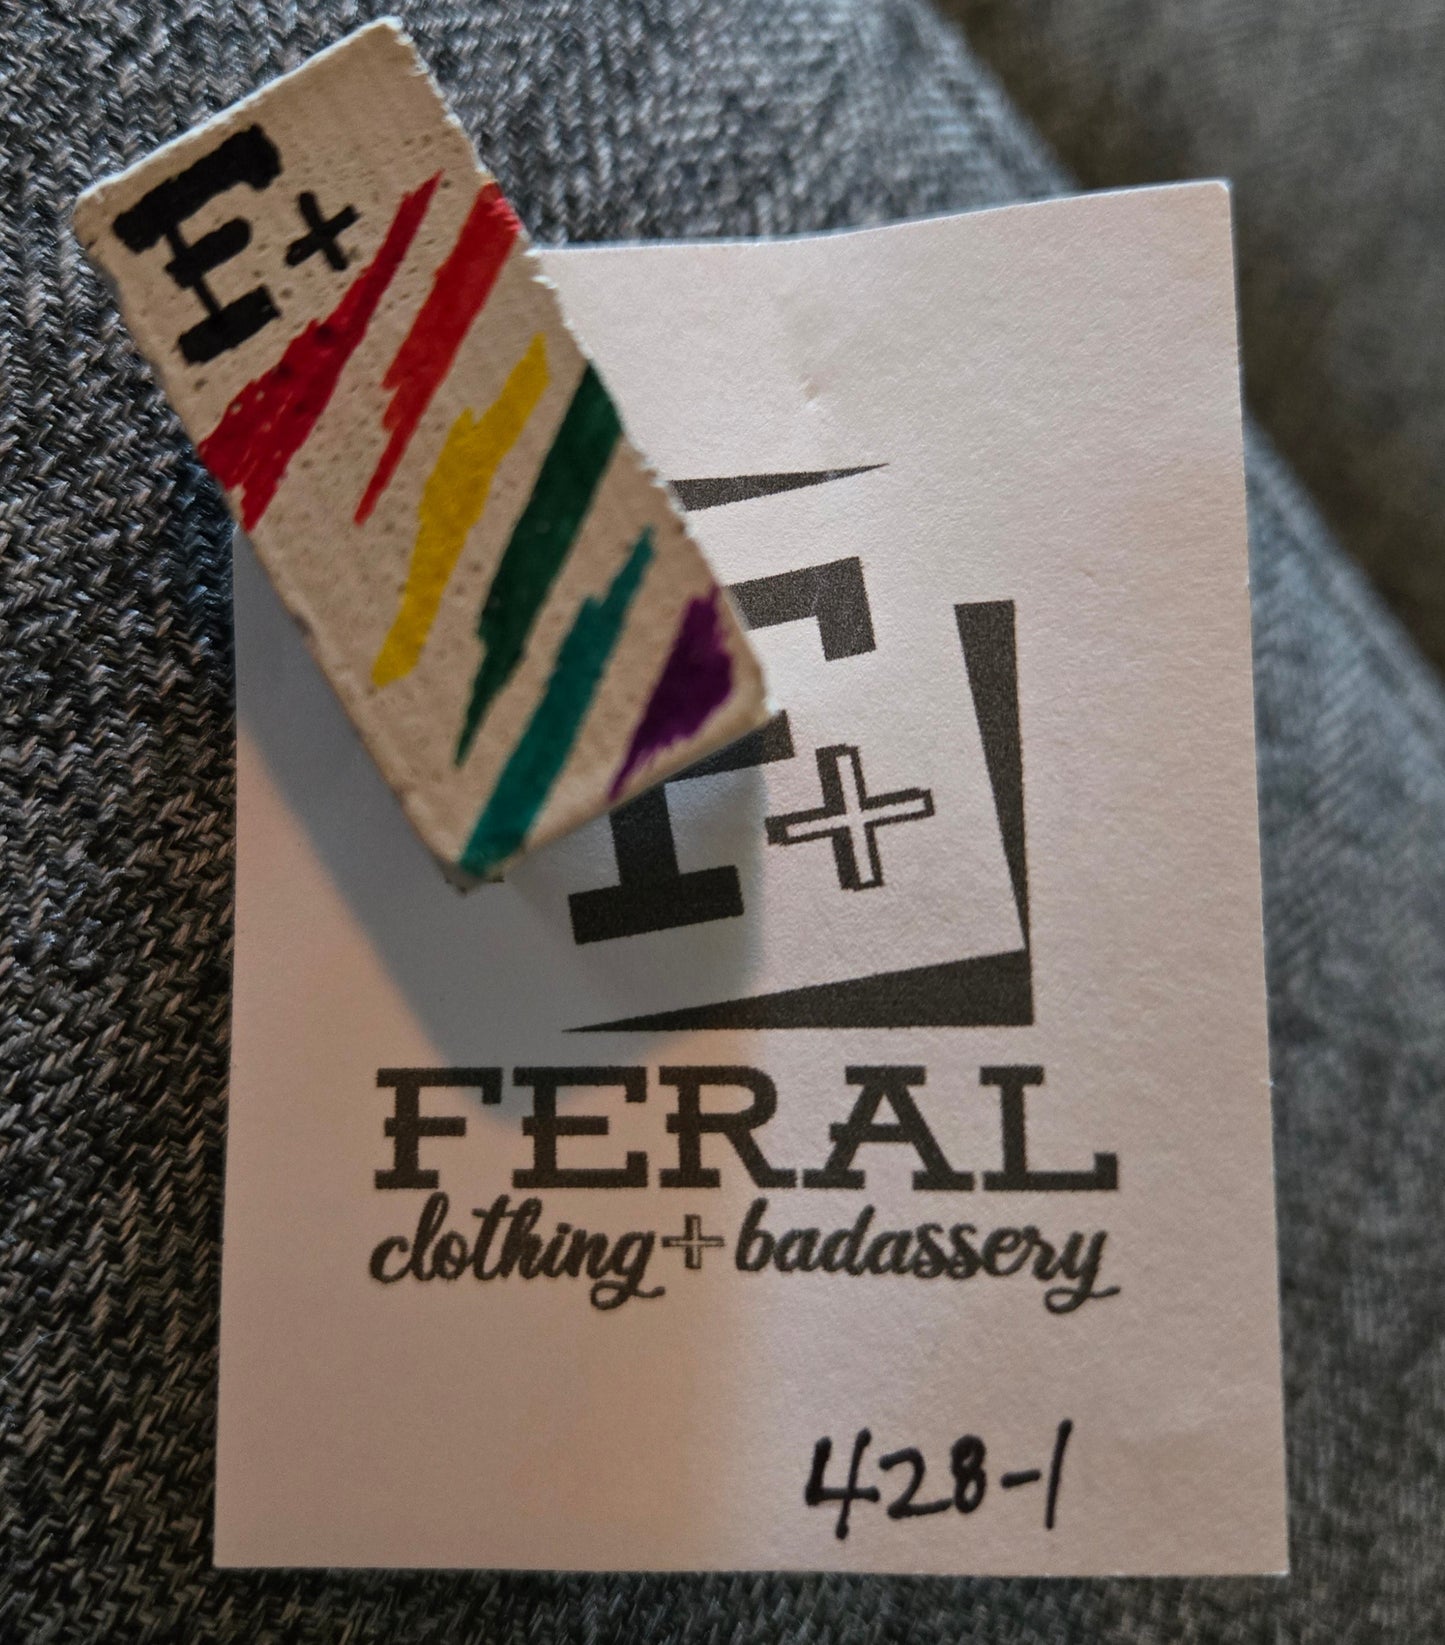 F+
F+
FERAL
clothing + badassery
428-1